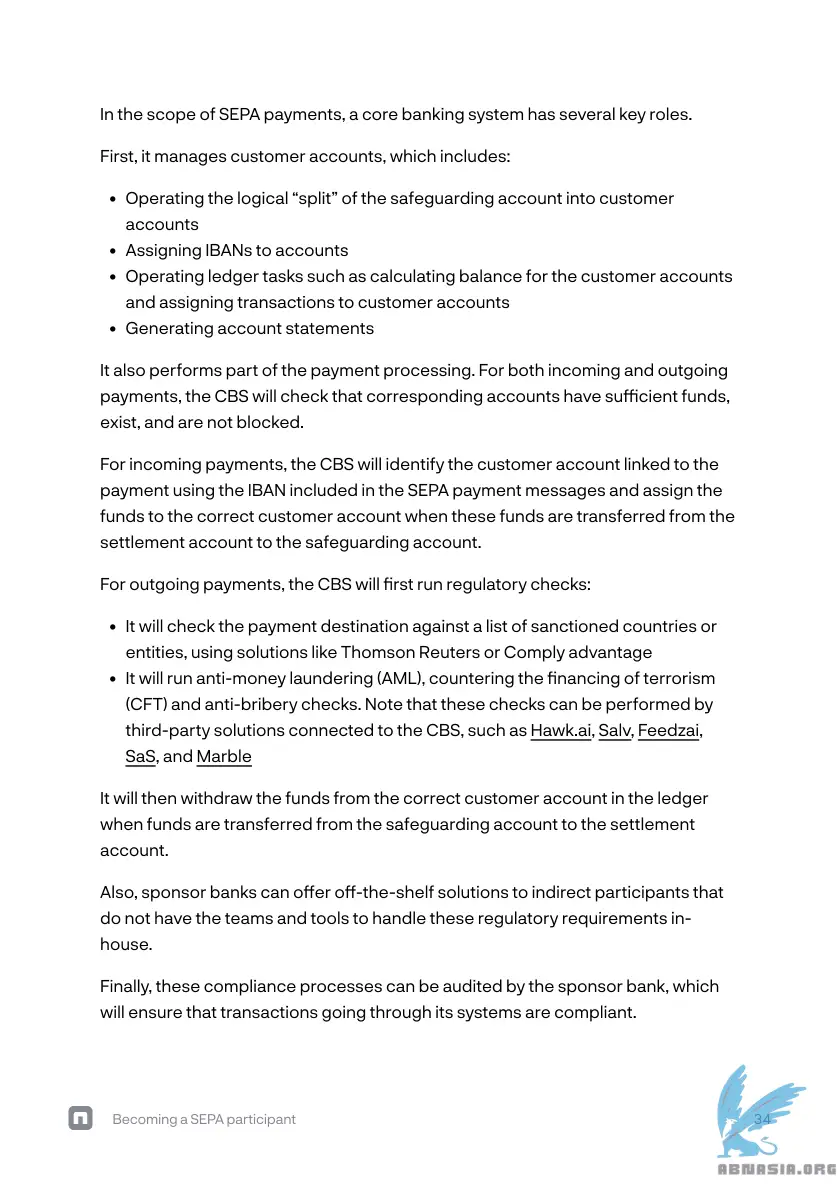 In the scope of SEPA payments, a core banking system has several key roles.
First, it manages customer accounts, which includes:
• Operating the logical “split” of the safeguarding account into customer
accounts
• Assigning IBANs to accounts
• Operating ledger tasks such as calculating balance for the customer accounts
and assigning transactions to customer accounts
• Generating account statements
It also performs part of the payment processing. For both incoming and outgoing
payments, the CBS will check that corresponding accounts have sufficient funds,
exist, and are not blocked.
For incoming payments, the CBS will identify the customer account linked to the
payment using the IBAN included in the SEPA payment messages and assign the
funds to the correct customer account when these funds are transferred from the
settlement account to the safeguarding account.
For outgoing payments, the CBS will first run regulatory checks:
• It will check the payment destination against a list of sanctioned countries or
entities, using solutions like Thomson Reuters or Comply advantage
• It will run anti-money laundering (AML), countering the financing of terrorism
(CFT) and anti-bribery checks. Note that these checks can be performed by
third-party solutions connected to the CBS, such as Hawk.ai, Salv, Feedzai,
SaS, and Marble
It will then withdraw the funds from the correct customer account in the ledger
when funds are transferred from the safeguarding account to the settlement
account.
Also, sponsor banks can offer off-the-shelf solutions to indirect participants that
do not have the teams and tools to handle these regulatory requirements in-
house.
Finally, these compliance processes can be audited by the sponsor bank, which
will ensure that transactions going through its systems are compliant.
n Becoming a SEPA participant 34
ABNASIA.ORG